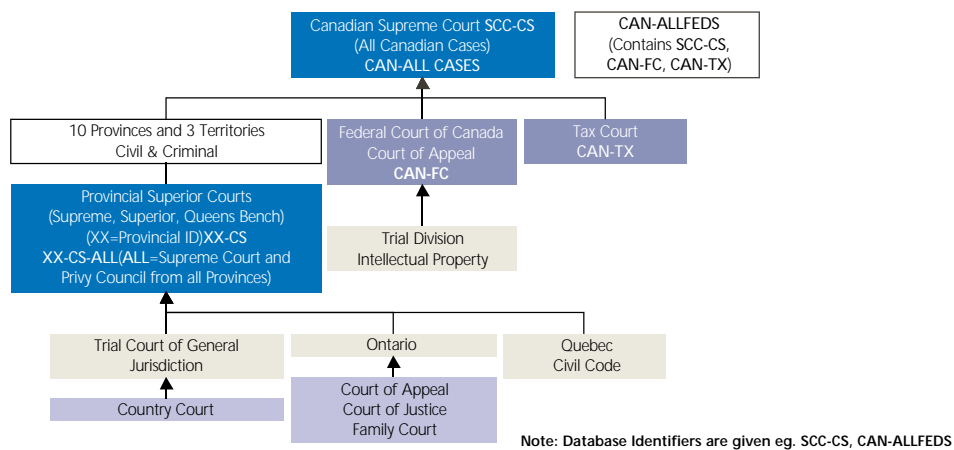 Canadian Supreme Court SCC-CS
(All Canadian Cases)
CAN-ALL CASES
CAN-ALLFEDS
(Contains SCC-CS,
CAN-FC, CAN-TX)
10 Provinces and 3 Territories
Civil & Criminal
Federal Court of Canada
Court of Appeal
CAN-FC
Tax Court
CAN-TX
Provincial Superior Courts
(Supreme, Superior, Queens Bench)
(XX=Provincial ID)XX-CS
XX-CS-ALL(ALL=Supreme Court and
Privy Council from all Provinces)
Trial Division
Intellectual Property
Trial Court of General
Jurisdiction
Ontario
Quebec
Civil Code
Country Court
Court of Appeal
Court of Justice
Family Court
Note: Database Identifiers are given eg. SCC-CS, CAN-ALLFEDS